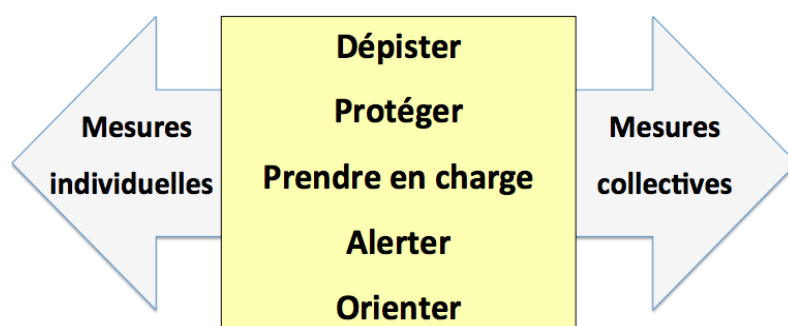 Mesures
individuelles
Dépister
Protéger
Prendre en charge
Alerter
Orienter
Mesures
collectives